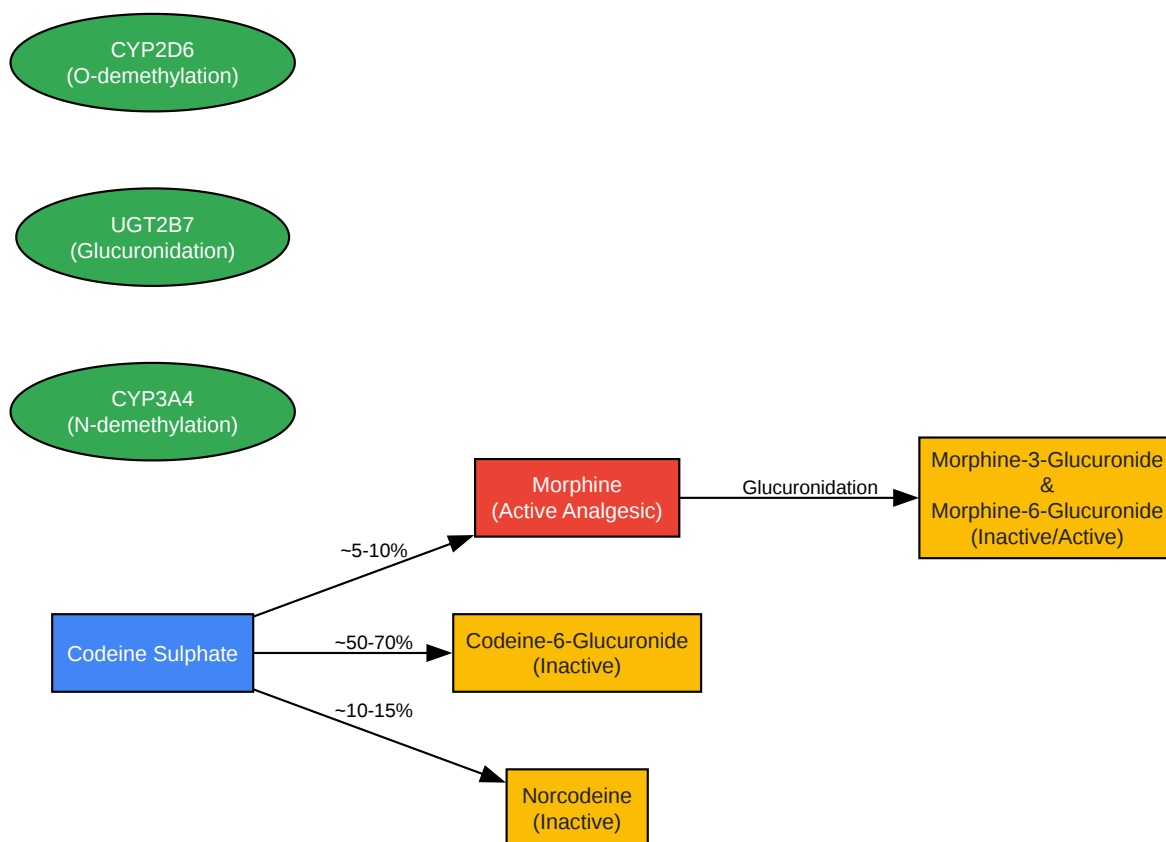 CYP2D6
(O-demethylation)
UGT2B7
(Glucuronidation)
CYP3A4
(N-demethylation)
Morphine
(Active Analgesic)
Glucuronidation
Morphine-3-Glucuronide
&
Morphine-6-Glucuronide
(Inactive/Active)
~5-10%
Codeine Sulphate
~50-70%
Codeine-6-Glucuronide
(Inactive)
~10-15%
Norcodeine
(Inactive)